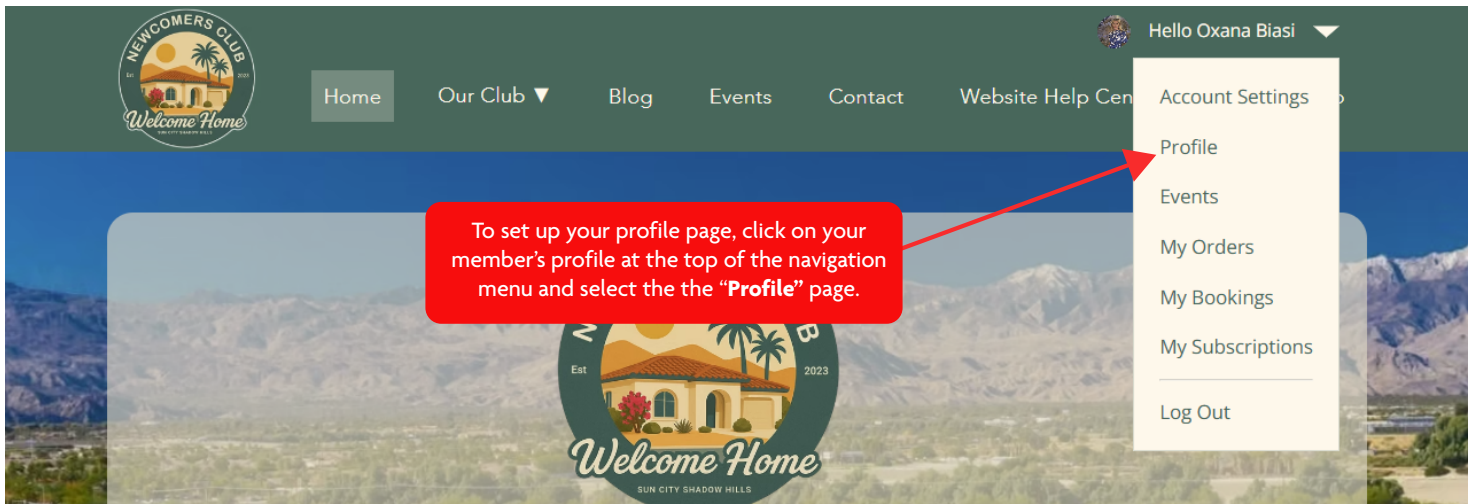 NEWCOMERS CLUB
Est
2023
Welcome Home
SUN CITY SHADOW HILLS
Hello Oxana Biasi
Home
Our Club ▼
Blog
Events
Contact
Website Help Cen
Account Settings
Profile
Events
My Orders
My Bookings
My Subscriptions
Log Out
To set up your profile page, click on your
member's profile at the top of the navigation
menu and select the the “Profile” page.
N
B
Est
2023
Welcome Home
SUN CITY SHADOW HILLS